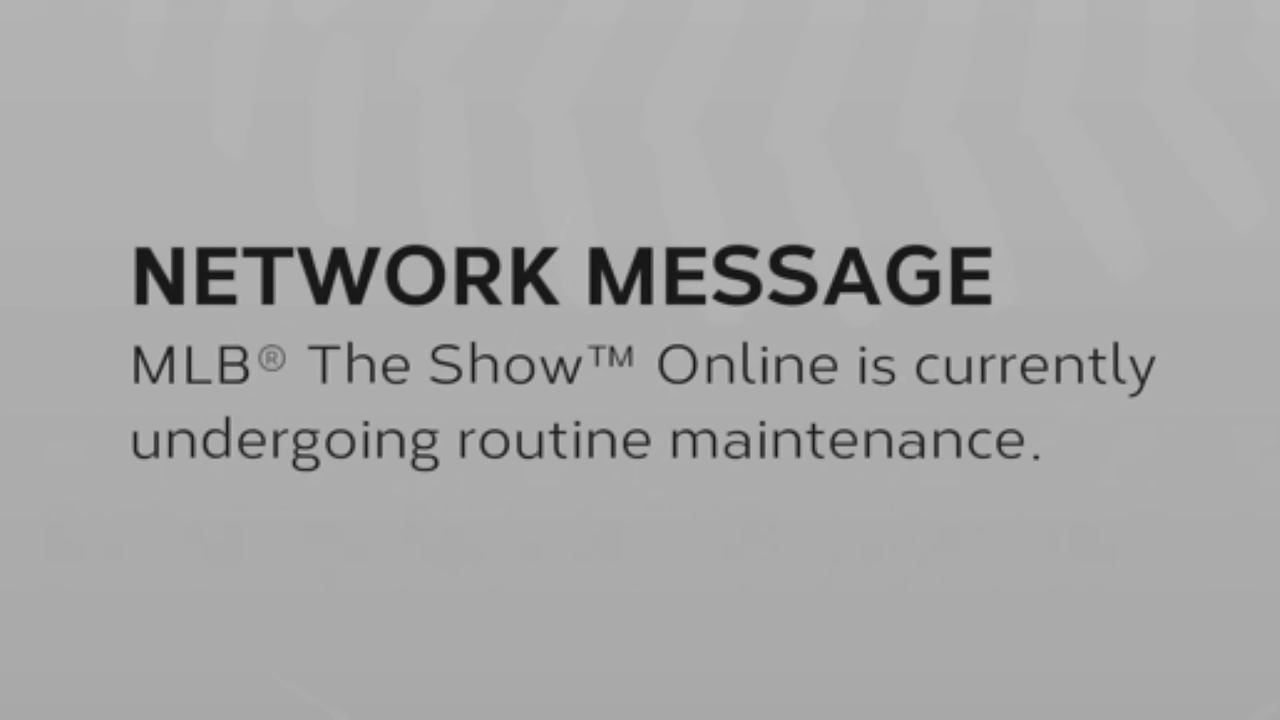 NETWORK MESSAGE
MLB® The Show™ Online is currently
undergoing routine maintenance.